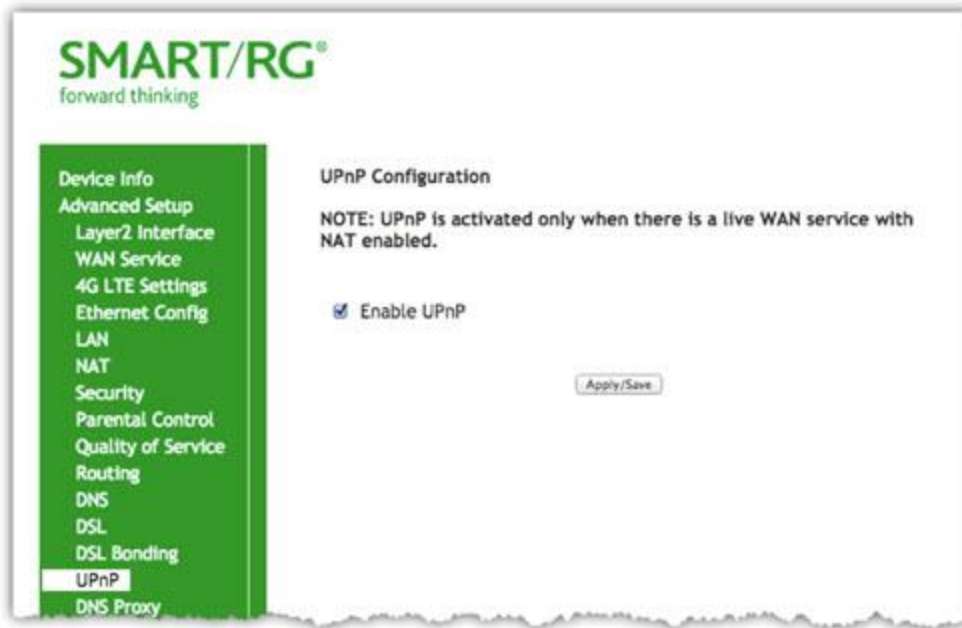 SMART/RG®
forward thinking
Device Info
Advanced Setup
Layer2 Interface
WAN Service
4G LTE Settings
Ethernet Config
LAN
NAT
Security
Parental Control
Quality of Service
Routing
DNS
DSL
DSL Bonding
UPnP
DNS Proxy
UPnP Configuration
NOTE: UPnP is activated only when there is a live WAN service with
NAT enabled.
Enable UPnP
Apply/Save